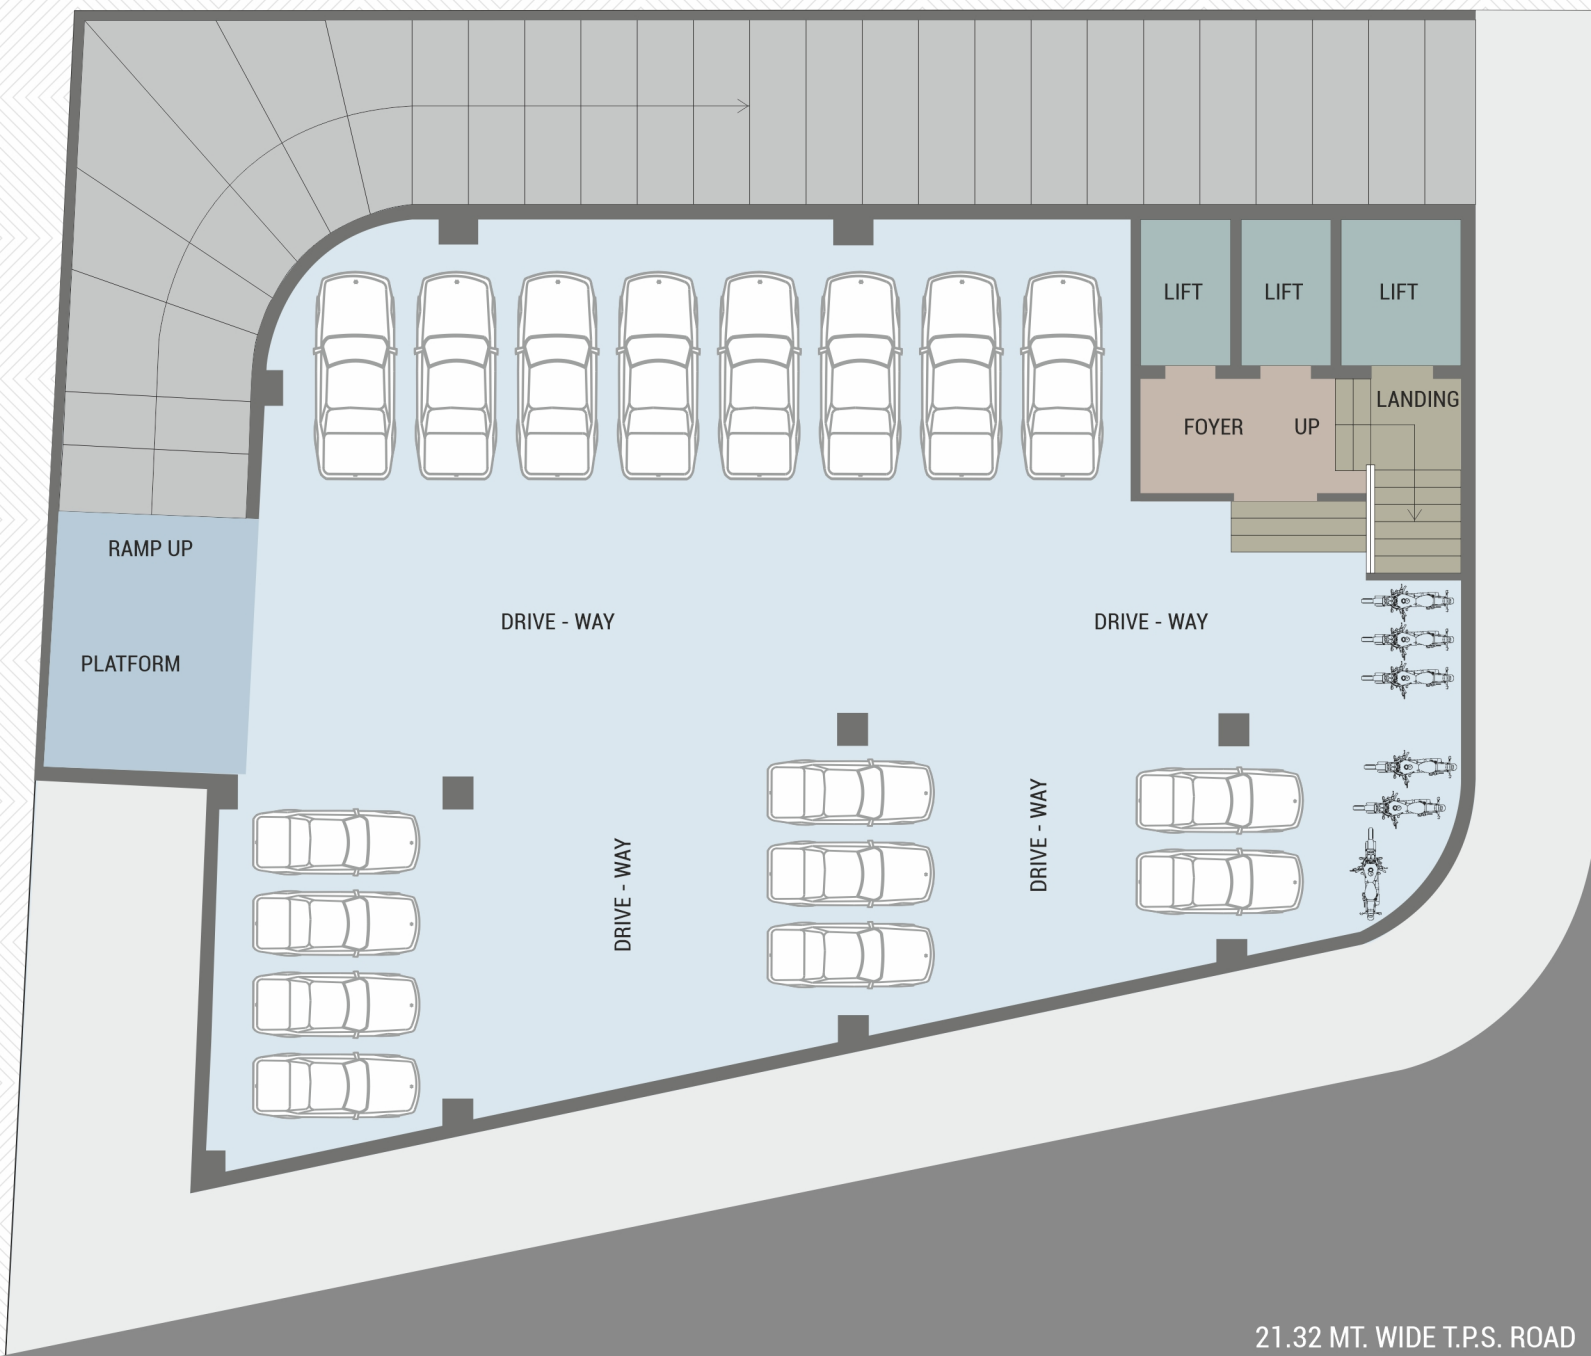 LIFT
LIFT
LIFT
LANDING
FOYER
UP
RAMP UP
DRIVE - WAY
DRIVE - WAY
PLATFORM
DRIVE - WAY
DRIVE - WAY
21.32 MT. WIDE T.P.S. ROAD